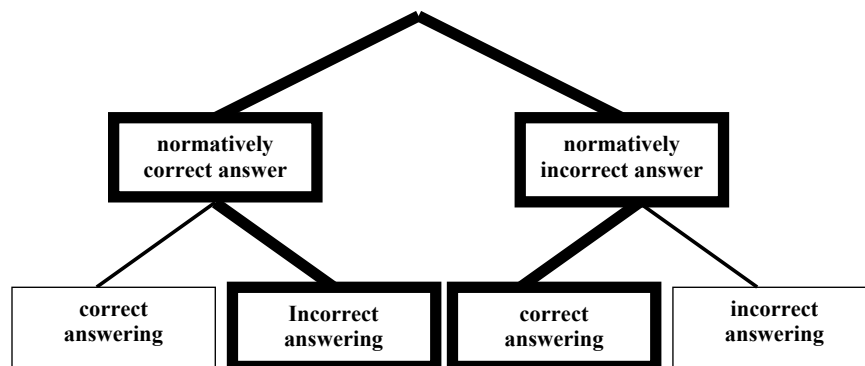 normatively
correct answer
normatively
incorrect answer
correct
answering
Incorrect
answering
correct
answering
incorrect
answering